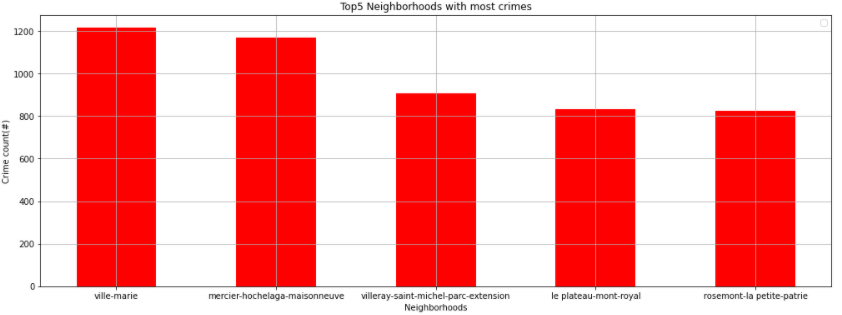 Top5 Neighborhoods with most crimes
1200
1000
800
600
400
200
0
Crime count(#)
ville-marie mercier-hochelaga-maisonneuve villeray-saint-michel-parc-extension le plateau-mont-royal rosemont-la petite-patrie
Neighborhoods